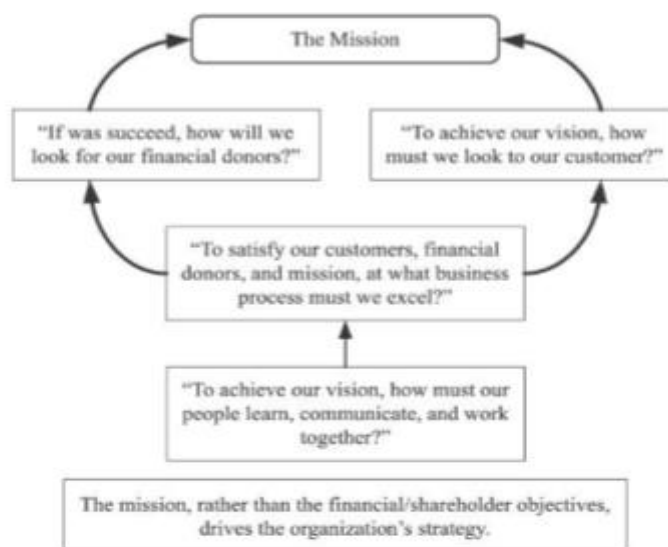 The Mission
“If was succeed, how will we
look for our financial donors?”
“To achieve our vision, how
must we look to our customer?”
“To satisfy our customers, financial
donors, and mission, at what business
process must we excel?”
“To achieve our vision, how must our
people learn, communicate, and work
together?”
The mission, rather than the financial/shareholder objectives,
drives the organization’s strategy.